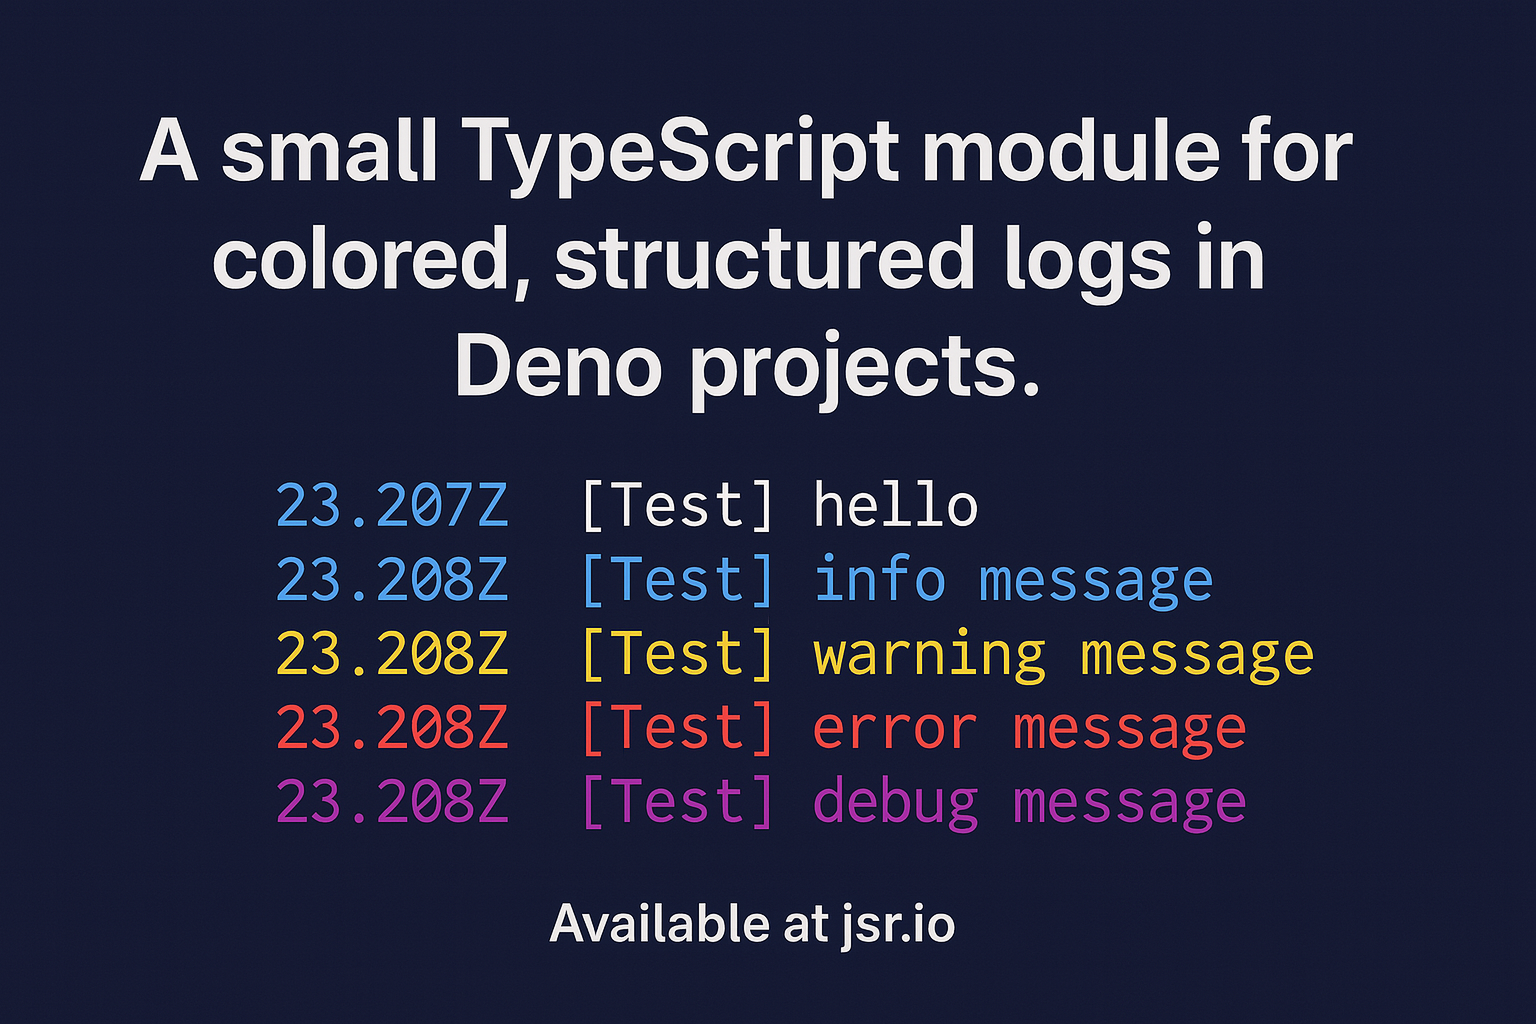 A small TypeScript module for
colored, structured logs in
Deno projects.
23.207Z [Test] hello
23.208Z [Test] info message
23.208Z [Test] warning message
23.208Z [Test] error message
23.208Z [Test] debug message
Available at jsr.io